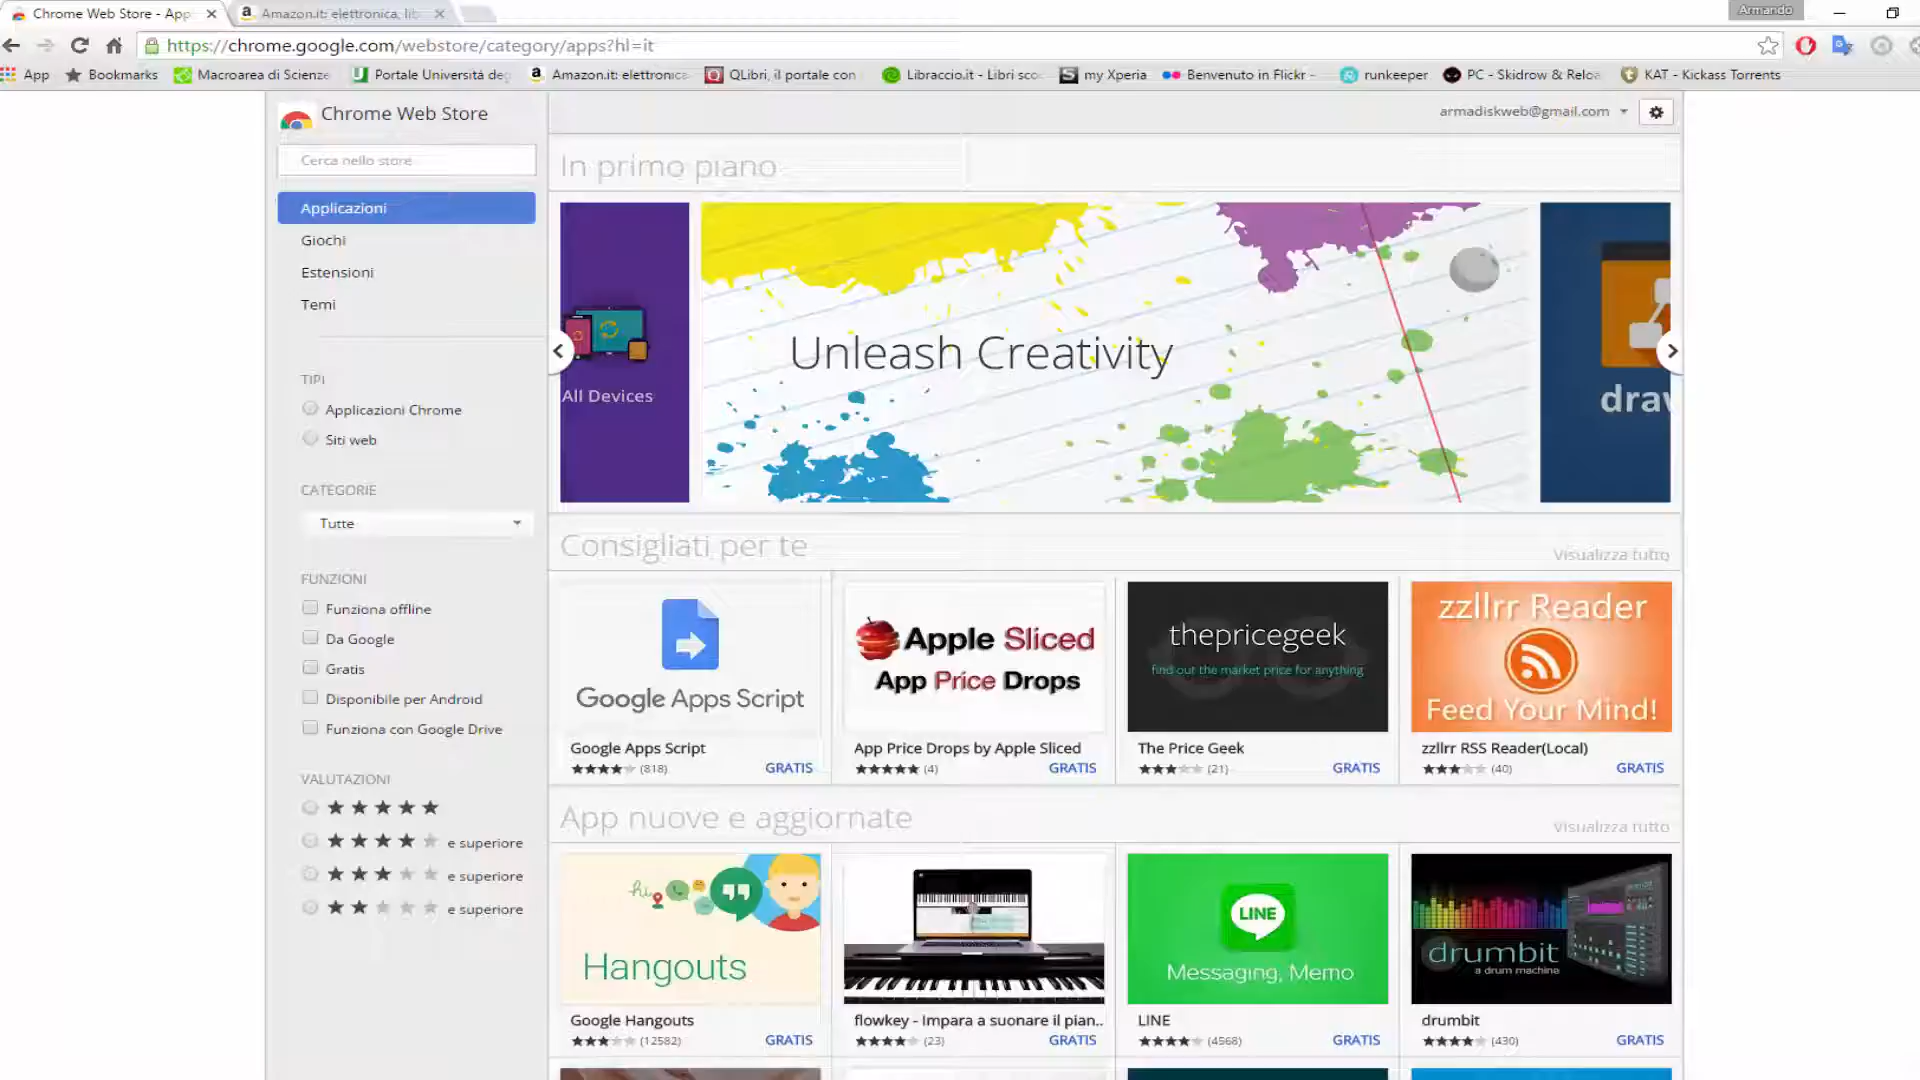 Chrome Web Store - App
Amazon.it: elettronica, lib
Armando
https://chrome.google.com/webstore/category/apps?hl=it
App
Bookmarks
Macroarea di Scienze
Portale Università deg
Amazon.it: elettronica
QLibri, il portale con
Libraccio.it - Libri sco
my Xperia
Benvenuto in Flickr -
runkeeper
PC - Skidrow & Reloa
KAT - Kickass Torrents
Chrome Web Store
armadiskweb@gmail.com
Cerca nello store
Applicazioni
Giochi
Estensioni
Temi
TIPI
Applicazioni Chrome
Siti web
CATEGORIE
Tutte
FUNZIONI
Funziona offline
Da Google
Gratis
Disponibile per Android
Funziona con Google Drive
VALUTAZIONI
e superiore
e superiore
e superiore
In primo piano
All Devices
Unleash Creativity
draw
Consigliati per te
Visualizza tutto
Google Apps Script
Apple Sliced
App Price Drops
thepricegeek
find out the market price for anything
zzllrr Reader
Feed Your Mind!
Google Apps Script
(818) GRATIS
App Price Drops by Apple Sliced
(4) GRATIS
The Price Geek
(21) GRATIS
zzllrr RSS Reader(Local)
(40) GRATIS
App nuove e aggiornate
Visualizza tutto
hi
Hangouts
LINE
Messaging, Memo
drumbit
a drum machine
Google Hangouts
(12582) GRATIS
flowkey - Impara a suonare il pian..
(23) GRATIS
LINE
(4568) GRATIS
drumbit
(430) GRATIS